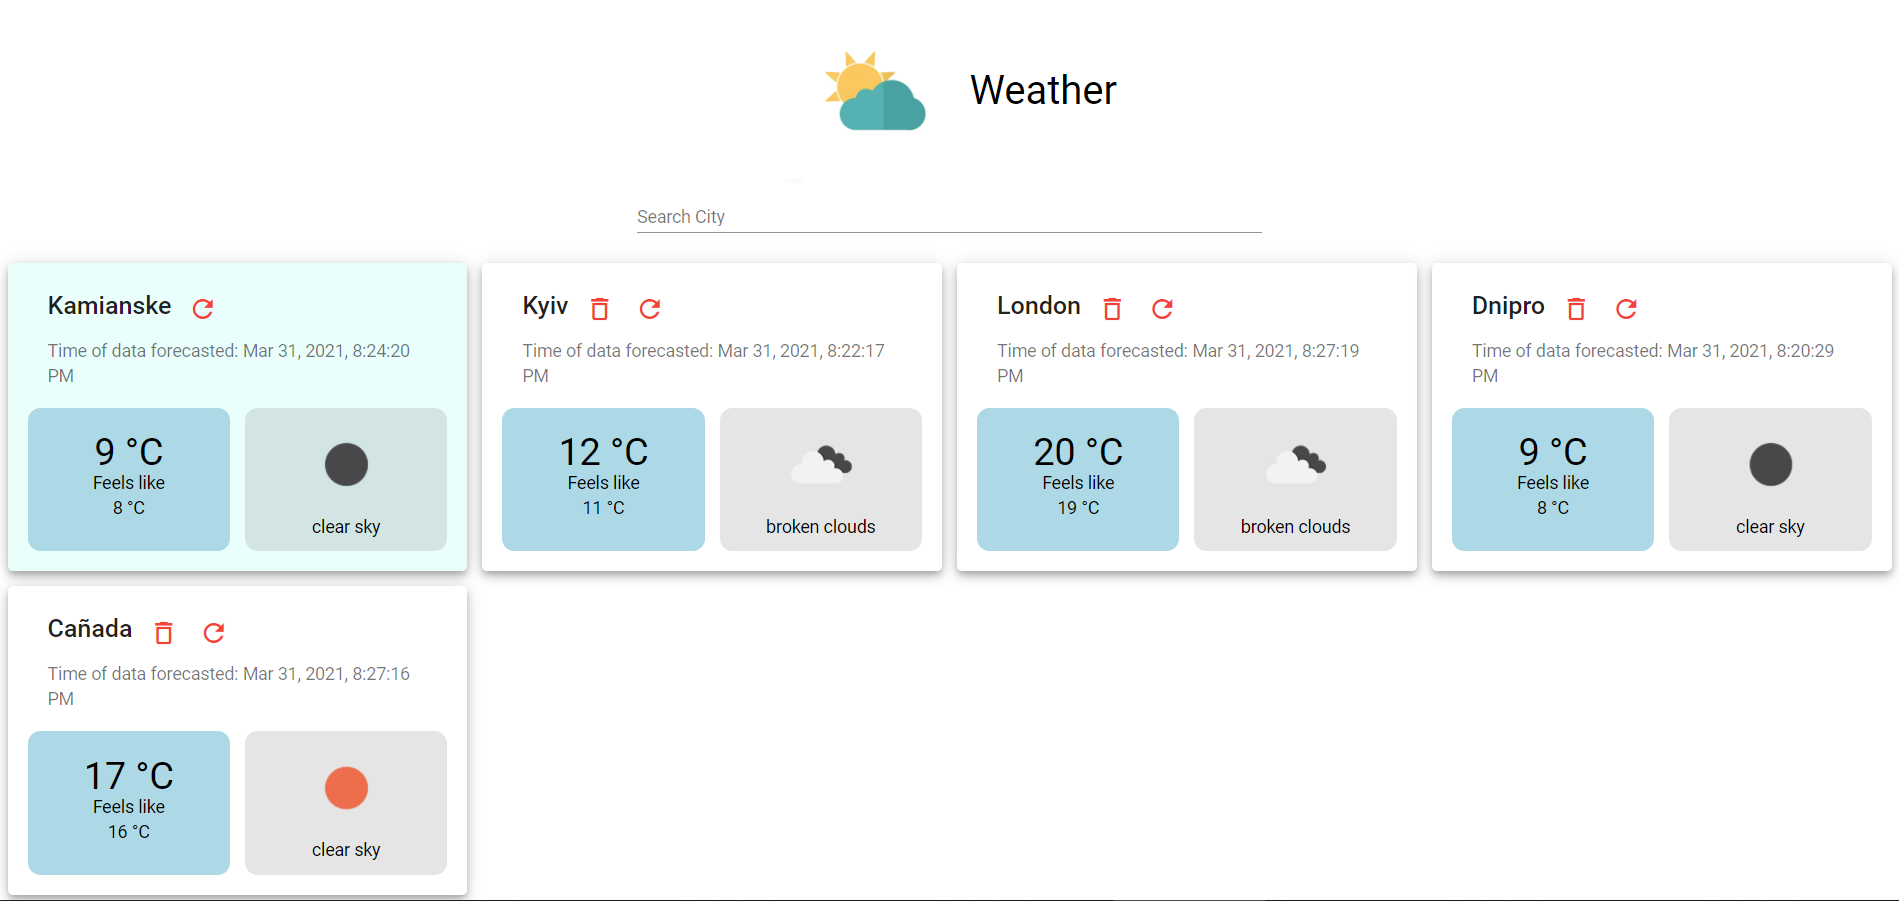 Weather
Search City
Kamianske
Time of data forecasted: Mar 31, 2021, 8:24:20
PM
9 °C
Feels like
8 °C
clear sky
Kyiv
Time of data forecasted: Mar 31, 2021, 8:22:17
PM
12 °C
Feels like
11 °C
broken clouds
London
Time of data forecasted: Mar 31, 2021, 8:27:19
PM
20 °C
Feels like
19 °C
broken clouds
Dnipro
Time of data forecasted: Mar 31, 2021, 8:20:29
PM
9 °C
Feels like
8 °C
clear sky
Cañada
Time of data forecasted: Mar 31, 2021, 8:27:16
PM
17 °C
Feels like
16 °C
clear sky